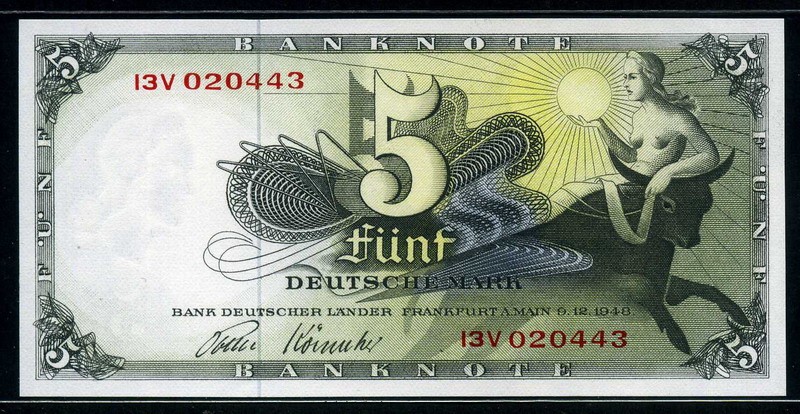 BANKNOTE
5
5
13V 020443
5
FÜNF
FÜNF
Fünf
DEUTSCHE MARK
BANK DEUTSCHER LÄNDER FRANKFURT A.MAIN 9.12.1948.
13V 020443
5
5
BANKNOTE